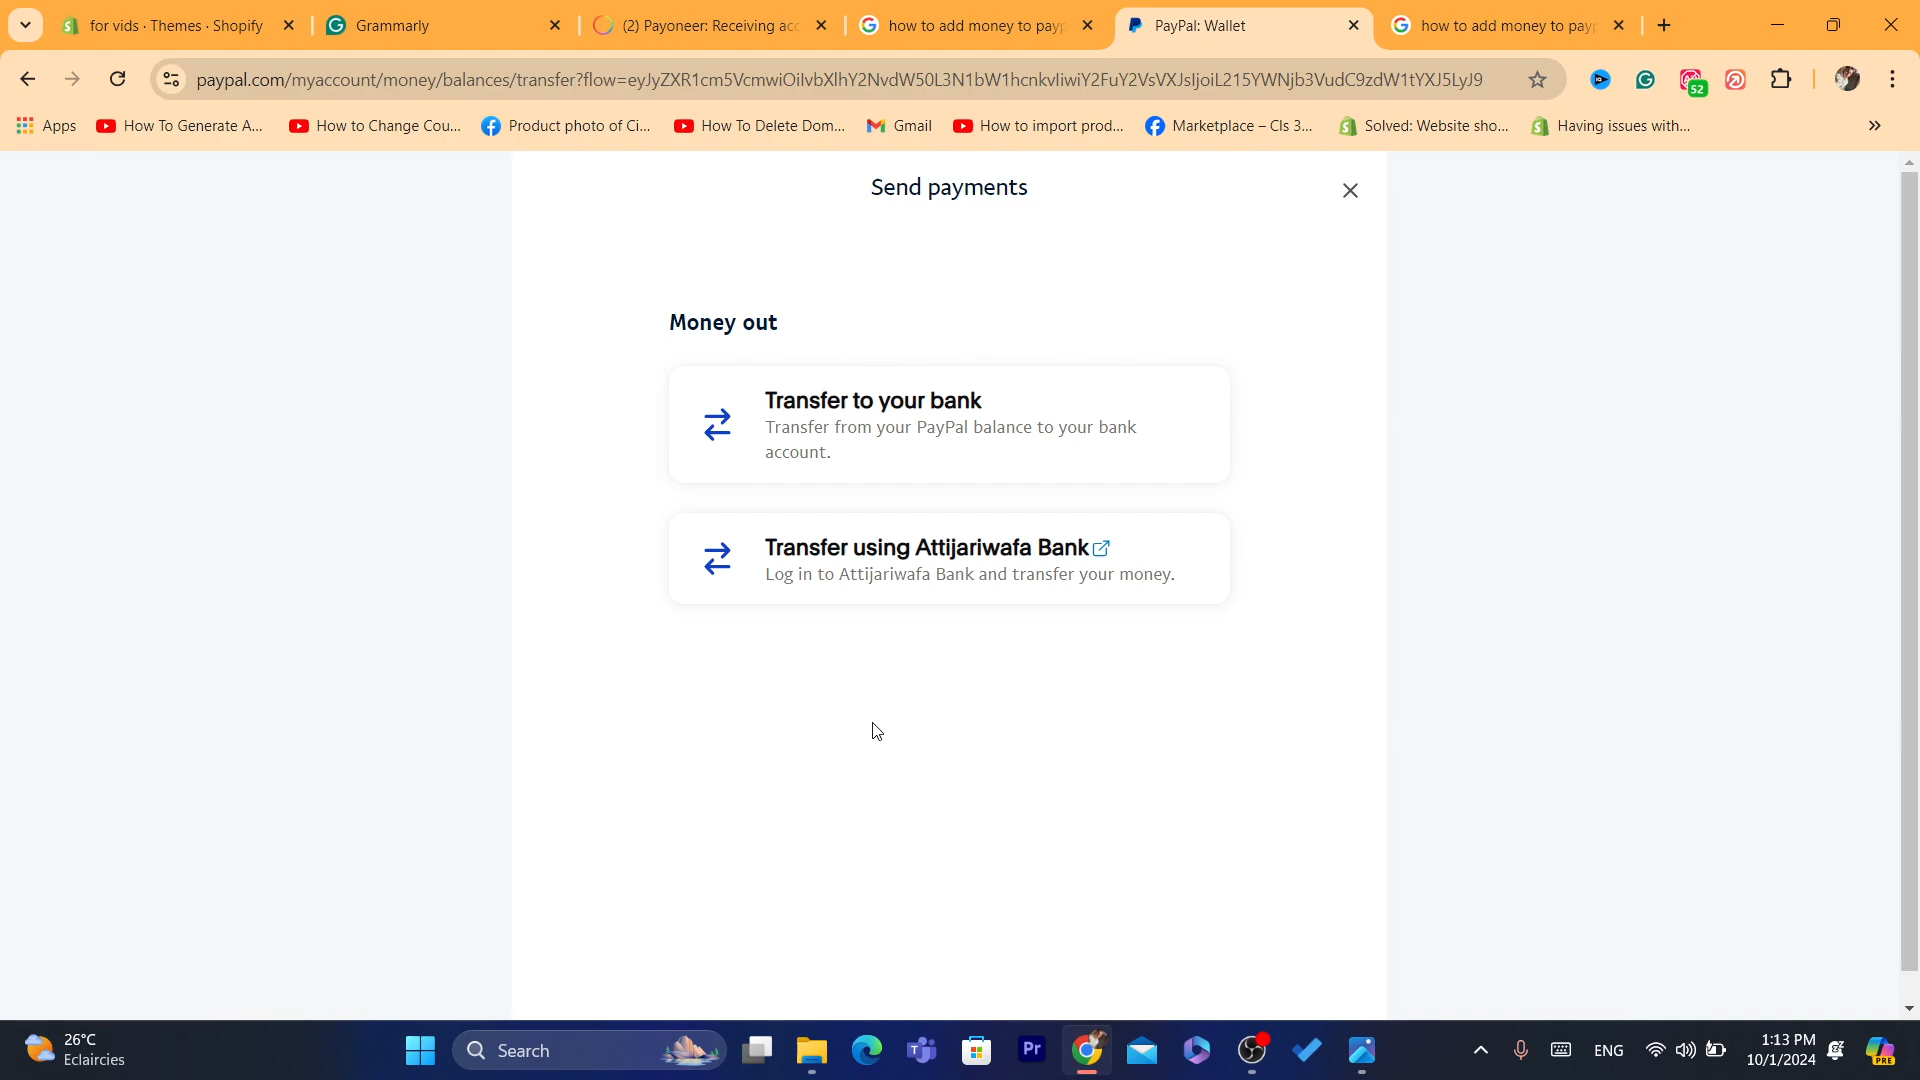 for vids · Themes · Shopify
Grammarly
(2) Payoneer: Receiving acc
how to add money to payp
PayPal: Wallet
how to add money to payp
paypal.com/myaccount/money/balances/transfer?flow=
Apps
How To Generate A...
How to Change Cou...
Product photo of Ci...
How To Delete Dom...
Gmail
How to import prod...
Marketplace – Cls 3...
Solved: Website sho...
Having issues with...
52
Send payments
Money out
Transfer to your bank
Transfer from your PayPal balance to your bank
account.
Transfer using Attijariwafa Bank
Log in to Attijariwafa Bank and transfer your money.
26°C
Eclaircies
Search
Pr
ENG
1:13 PM
10/1/2024
PRE